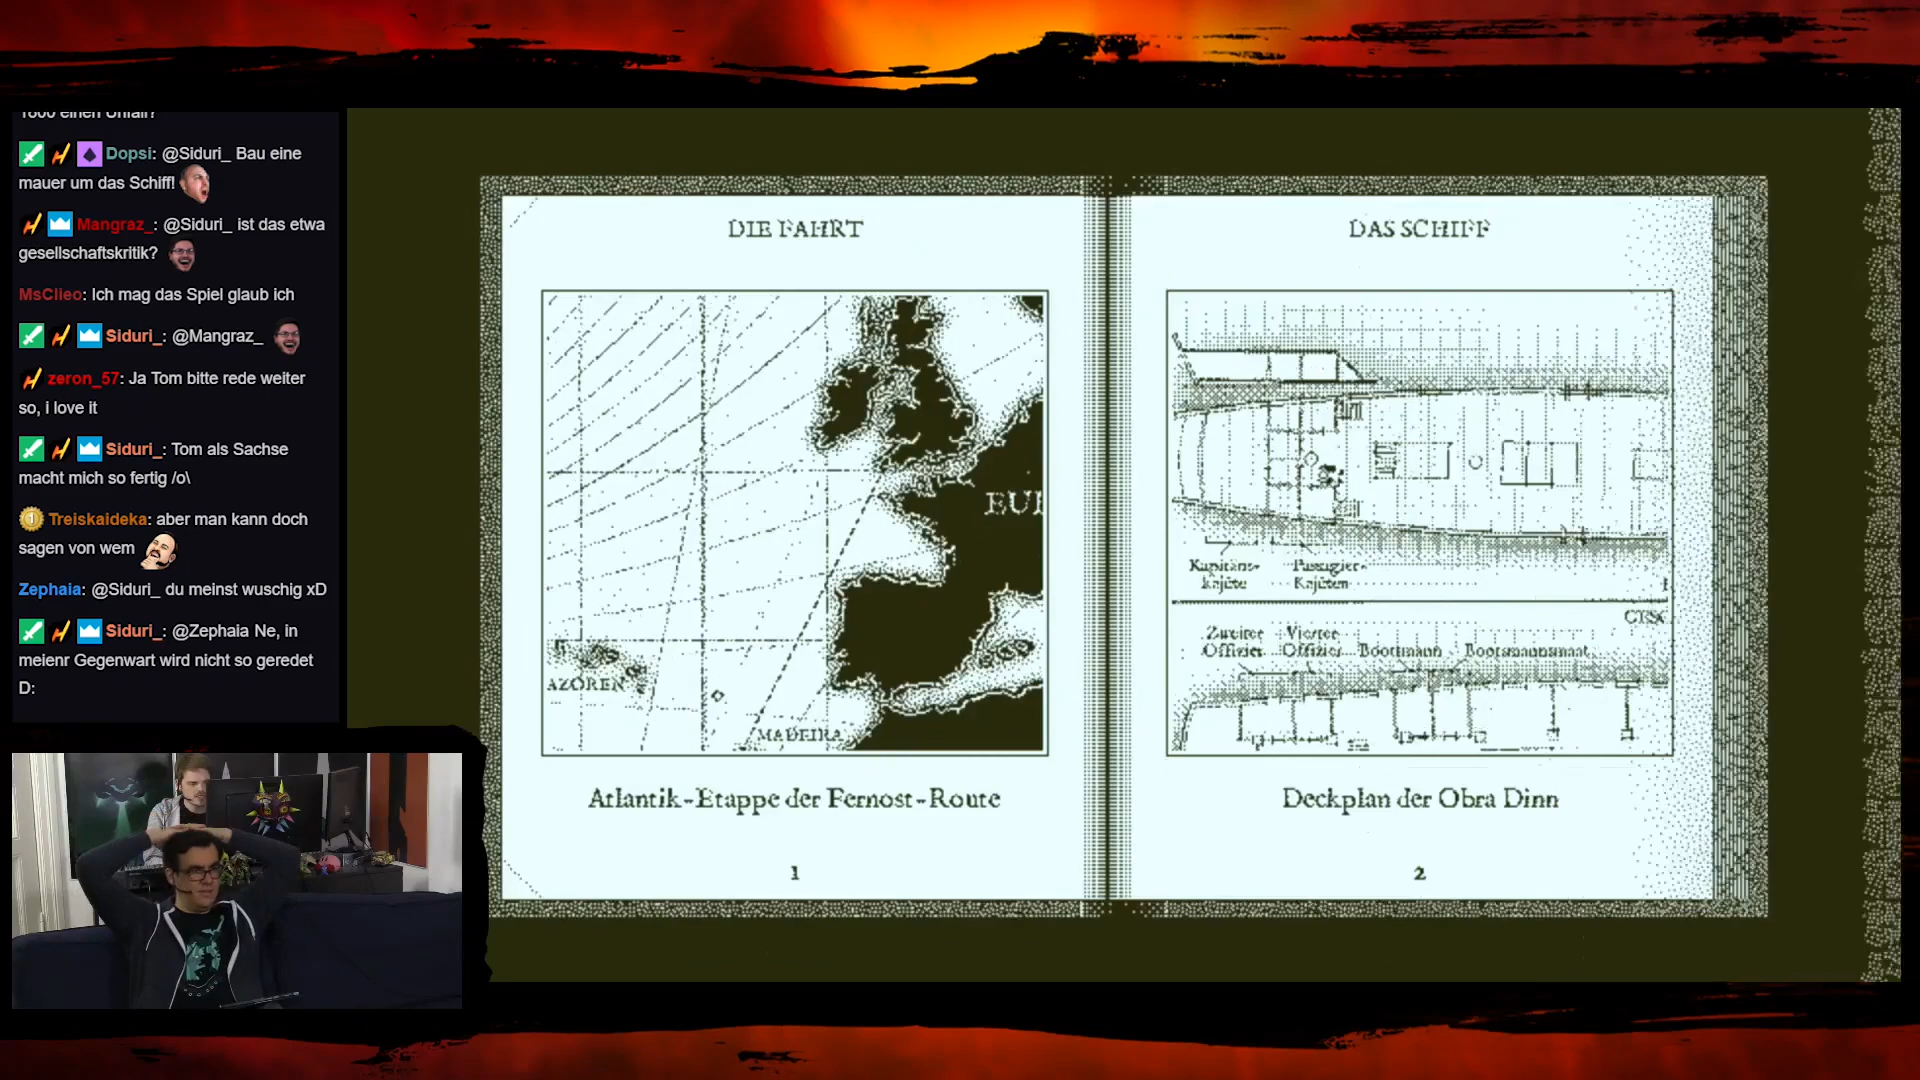 Dopsi: @Siduri_ Bau eine
mauer um das Schiff!
Mangraz_: @Siduri_ ist das etwa
gesellschaftskritik?
MsClieo: Ich mag das Spiel glaub ich
Siduri_: @Mangraz_
zeron_57: Ja Tom bitte rede weiter
so, i love it
Siduri_: Tom als Sachse
macht mich so fertig /o\
Treiskaideka: aber man kann doch
sagen von wem
Zephaia: @Siduri_ du meinst wuschig xD
Siduri_: @Zephaia Ne, in
meienr Gegenwart wird nicht so geredet
D:
DIE FAHRT
EU
AZOREN
MADEIRA
Atlantik-Etappe der Fernost-Route
1
DAS SCHIFF
Kapitäns-
kajüte
Passagier-
Kajüten
Zweiter
Offizier
Vierter
Offizier
Bootsmann
Bootsmannsmaat
Deckplan der Obra Dinn
2